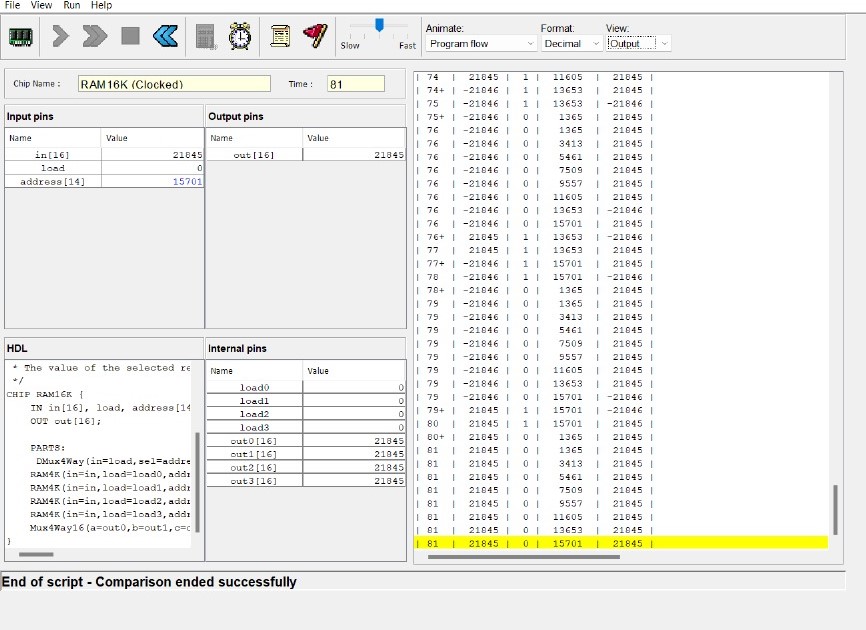 File View Run Help
Animate: Format: View:
Slow Fast Program flow Decimal Output
Chip Name : RAM16K (Clocked) Time : 81
Input pins
Name Value
in[16] 21845
load 0
address[14] 15701
Output pins
Name Value
out[16] 21845
HDL
* The value of the selected re
*/
CHIP RAM16K {
IN in[16], load, address[14
OUT out[16];
PARTS:
DMux4Way(in=load,sel=addre
RAM4K(in=in,load=load0,addr
RAM4K(in=in,load=load1,addr
RAM4K(in=in,load=load2,addr
RAM4K(in=in,load=load3,addr
Mux4Way16(a=out0,b=out1,c=o
}
Internal pins
Name Value
load0 0
load1 0
load2 0
load3 0
out0[16] 21845
out1[16] 21845
out2[16] 21845
out3[16] 21845
| 74 | 21845 | 1 | 11605 | 21845 |
| 74+ | -21846 | 1 | 13653 | 21845 |
| 75 | -21846 | 1 | 13653 | -21846 |
| 75+ | -21846 | 0 | 1365 | 21845 |
| 76 | -21846 | 0 | 1365 | 21845 |
| 76 | -21846 | 0 | 3413 | 21845 |
| 76 | -21846 | 0 | 5461 | 21845 |
| 76 | -21846 | 0 | 7509 | 21845 |
| 76 | -21846 | 0 | 9557 | 21845 |
| 76 | -21846 | 0 | 11605 | 21845 |
| 76 | -21846 | 0 | 13653 | -21846 |
| 76 | -21846 | 0 | 15701 | 21845 |
| 76+ | 21845 | 1 | 13653 | -21846 |
| 77 | 21845 | 1 | 13653 | 21845 |
| 77+ | -21846 | 1 | 15701 | 21845 |
| 78 | -21846 | 1 | 15701 | -21846 |
| 78+ | -21846 | 0 | 1365 | 21845 |
| 79 | -21846 | 0 | 1365 | 21845 |
| 79 | -21846 | 0 | 3413 | 21845 |
| 79 | -21846 | 0 | 5461 | 21845 |
| 79 | -21846 | 0 | 7509 | 21845 |
| 79 | -21846 | 0 | 9557 | 21845 |
| 79 | -21846 | 0 | 11605 | 21845 |
| 79 | -21846 | 0 | 13653 | 21845 |
| 79 | -21846 | 0 | 15701 | -21846 |
| 79+ | 21845 | 1 | 15701 | -21846 |
| 80 | 21845 | 1 | 15701 | 21845 |
| 80+ | 21845 | 0 | 1365 | 21845 |
| 81 | 21845 | 0 | 1365 | 21845 |
| 81 | 21845 | 0 | 3413 | 21845 |
| 81 | 21845 | 0 | 5461 | 21845 |
| 81 | 21845 | 0 | 7509 | 21845 |
| 81 | 21845 | 0 | 9557 | 21845 |
| 81 | 21845 | 0 | 11605 | 21845 |
| 81 | 21845 | 0 | 13653 | 21845 |
| 81 | 21845 | 0 | 15701 | 21845 |
End of script - Comparison ended successfully